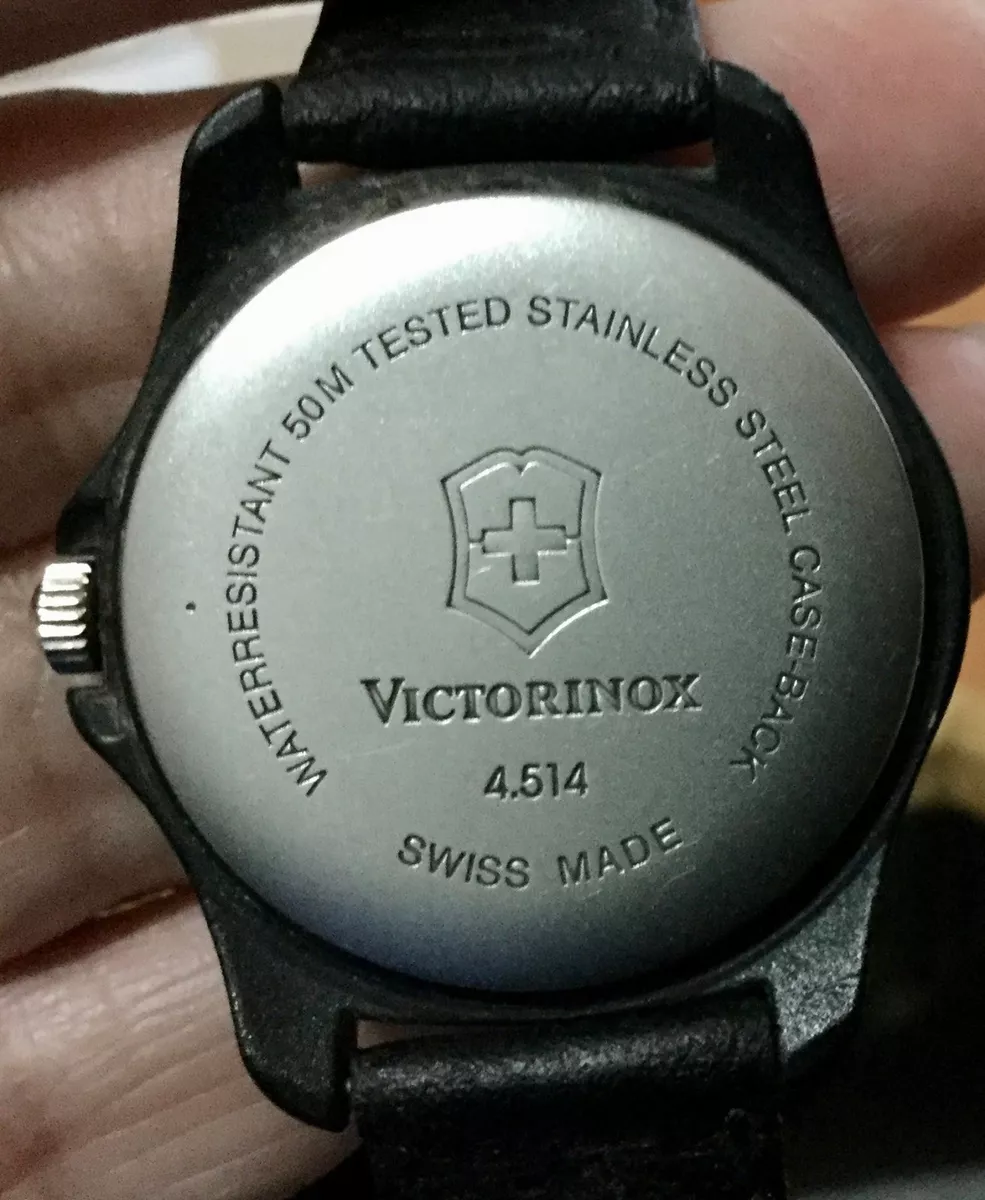 WATERRESISTANT 50M TESTED STAINLESS STEEL CASE-BACK
VICTORINOX
4.514
SWISS MADE